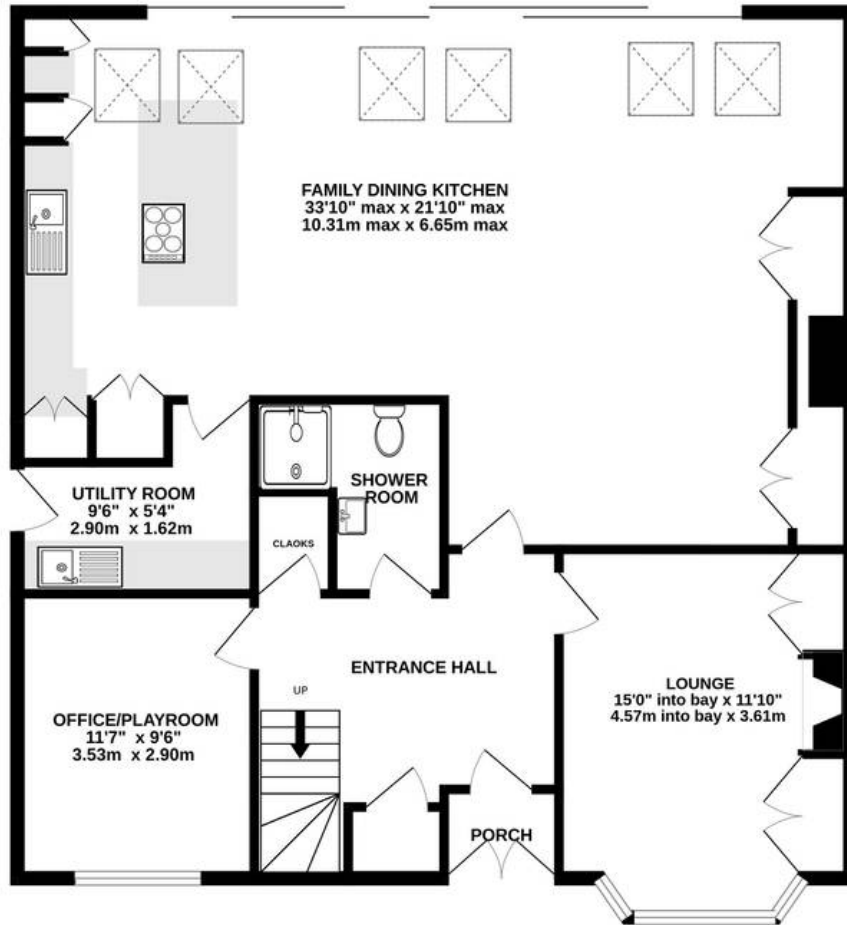 FAMILY DINING KITCHEN
33'10" max x 21'10" max
10.31m max x 6.65m max
UTILITY ROOM
9'6" x 5'4"
2.90m x 1.62m
SHOWER
ROOM
CLAOKS
ENTRANCE HALL
UP
OFFICE/PLAYROOM
11'7" x 9'6"
3.53m x 2.90m
LOUNGE
15'0" into bay x 11'10"
4.57m into bay x 3.61m
PORCH